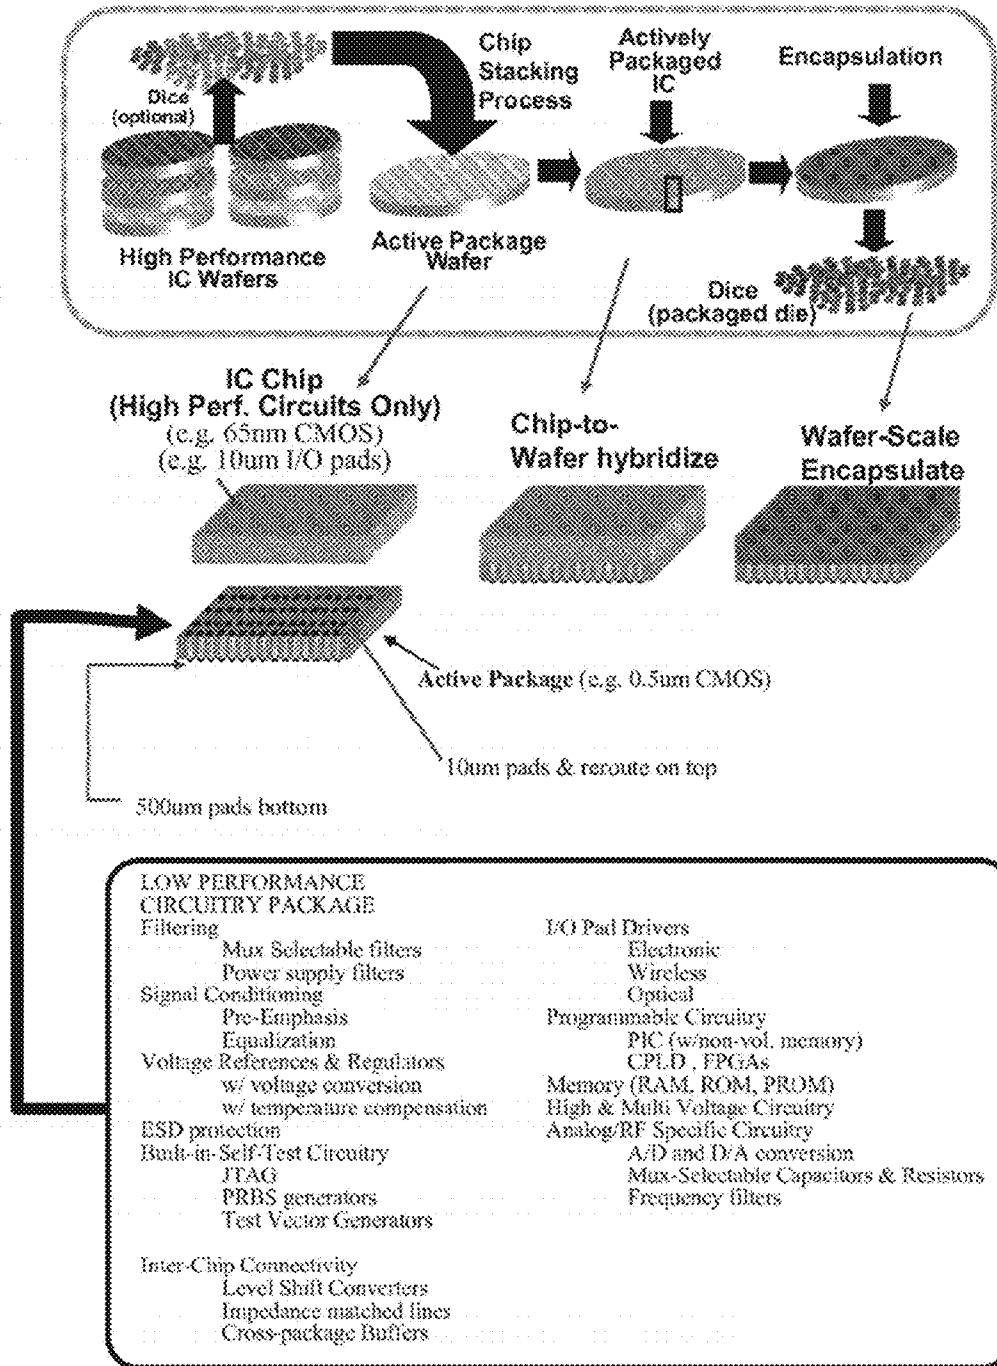 Chip
Stacking
Process
Actively
Packaged
IC
Encapsulation
Dice
(optional)
High Performance
IC Wafers
Active Package
Wafer
Dice
(packaged die)
IC Chip
(High Perf. Circuits Only)
(e.g. 65nm CMOS)
(e.g. 10um I/O pads)
Chip-to-
Wafer hybridize
Wafer-Scale
Encapsulate
Active Package (e.g. 0.5um CMOS)
10um pads & reroute on top
500um pads bottom
LOW PERFORMANCE
CIRCUITRY PACKAGE
Filtering
Mux Selectable filters
Power supply filters
Signal Conditioning
Pre-Emphasis
Equalization
Voltage References & Regulators
w/ voltage conversion
w/ temperature compensation
ESD protection
Built-in-Self-Test Circuitry
JTAG
PRBS generators
Test Vector Generators
Inter-Chip Connectivity
Level Shift Converters
Impedance matched lines
Cross-package Buffers
I/O Pad Drivers
Electronic
Wireless
Optical
Programmable Circuitry
PIC (w/non-vol. memory)
CPLD , FPGAs
Memory (RAM, ROM, PROM)
High & Multi Voltage Circuitry
Analog/RF Specific Circuitry
A/D and D/A conversion
Mux-Selectable Capacitors & Resistors
Frequency filters